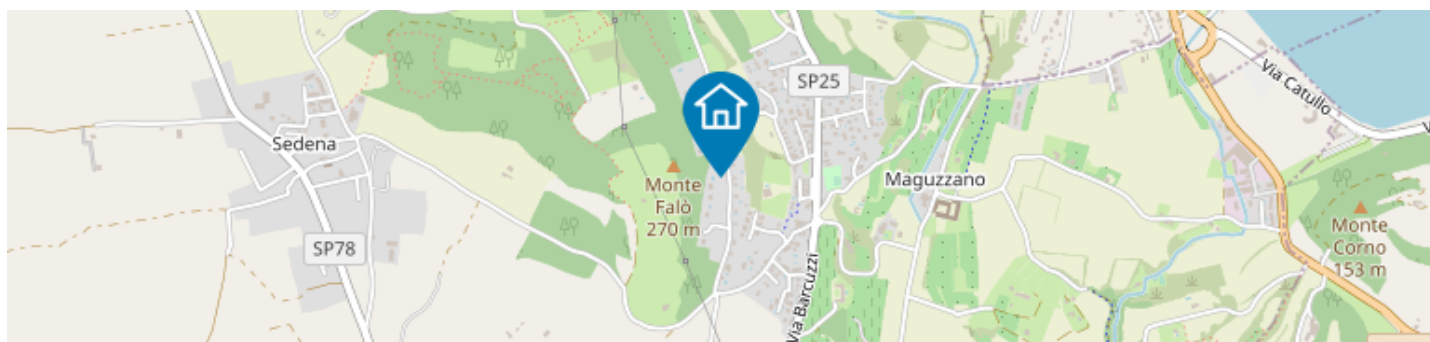 SP25
Via Catullo
Sedena
Monte
Falò
270 m
Maguzzano
SP78
Via Barcuzzi
Monte
Corno
153 m